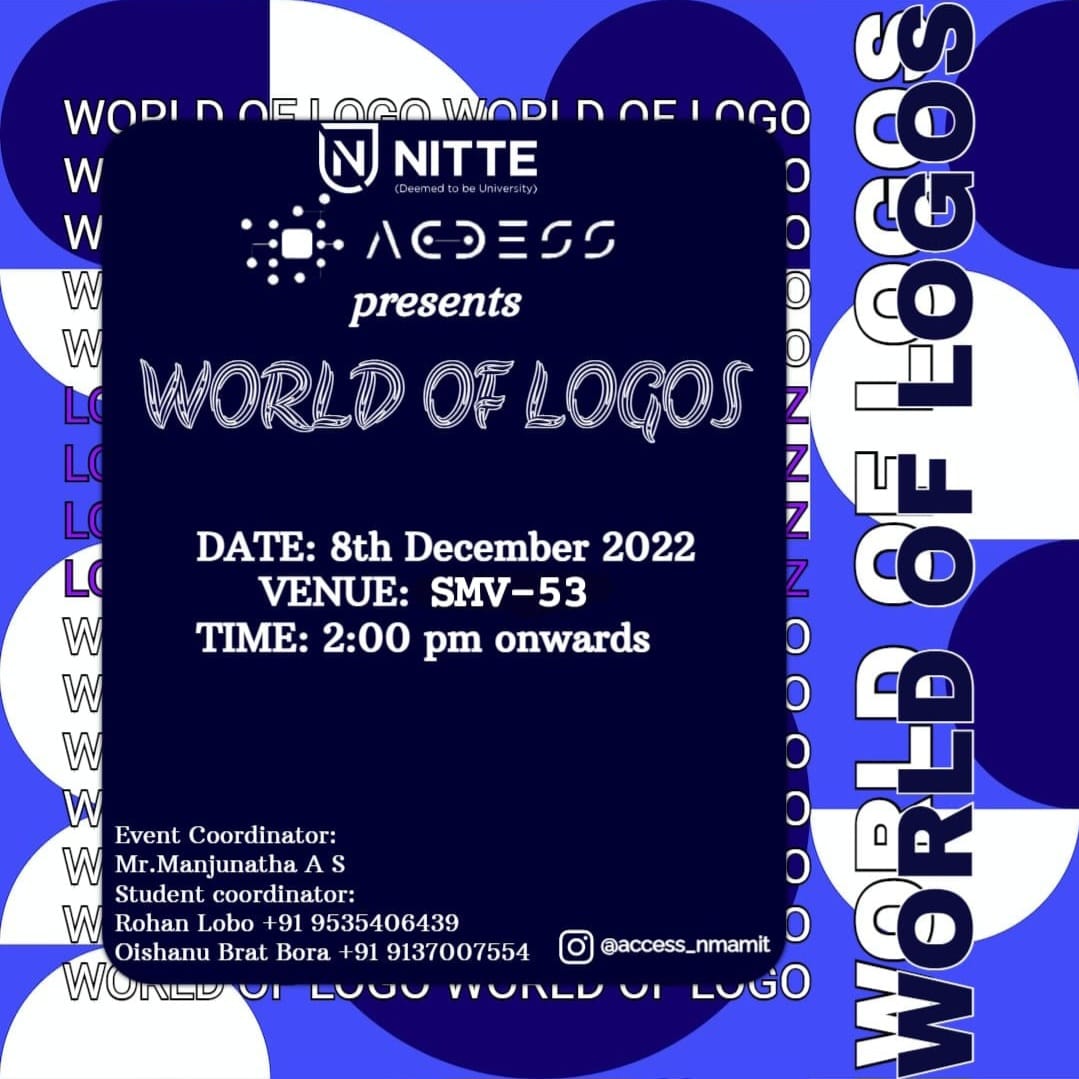 WORLD OF LOGO WORLD OF LOGO
NITTE
(Deemed to be University)
ACCESS
presents
WORLD OF LOGOS
DATE: 8th December 2022
VENUE: SMV-53
TIME: 2:00 pm onwards
Event Coordinator:
Mr.Manjunatha A S
Student coordinator:
Rohan Lobo +91 9535406439
Oishanu Brat Bora +91 9137007554
@access_nmamit
WORLD OF LOGO WORLD OF LOGO
WORLD OF LOGOS
WORLD OF LOGOS